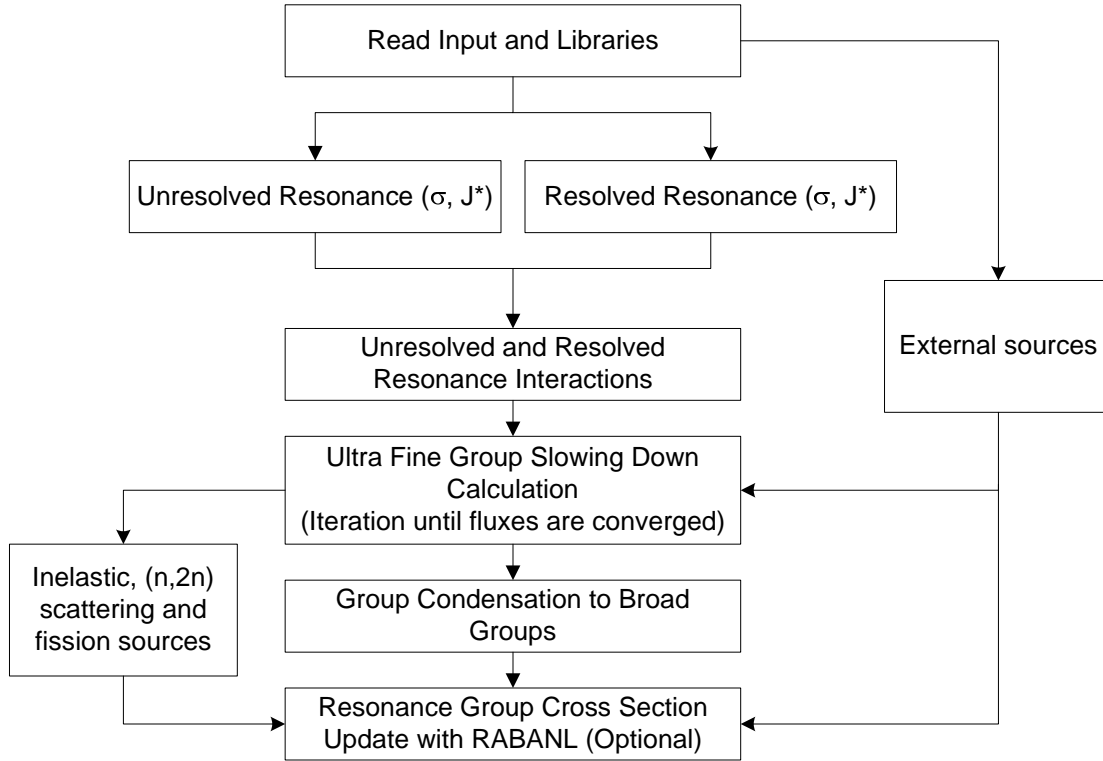 Read Input and Libraries
Unresolved Resonance (σ, J*)
Resolved Resonance (σ, J*)
Unresolved and Resolved
Resonance Interactions
External sources
Ultra Fine Group Slowing Down
Calculation
(Iteration until fluxes are converged)
Inelastic, (n,2n)
scattering and
fission sources
Group Condensation to Broad
Groups
Resonance Group Cross Section
Update with RABANL (Optional)